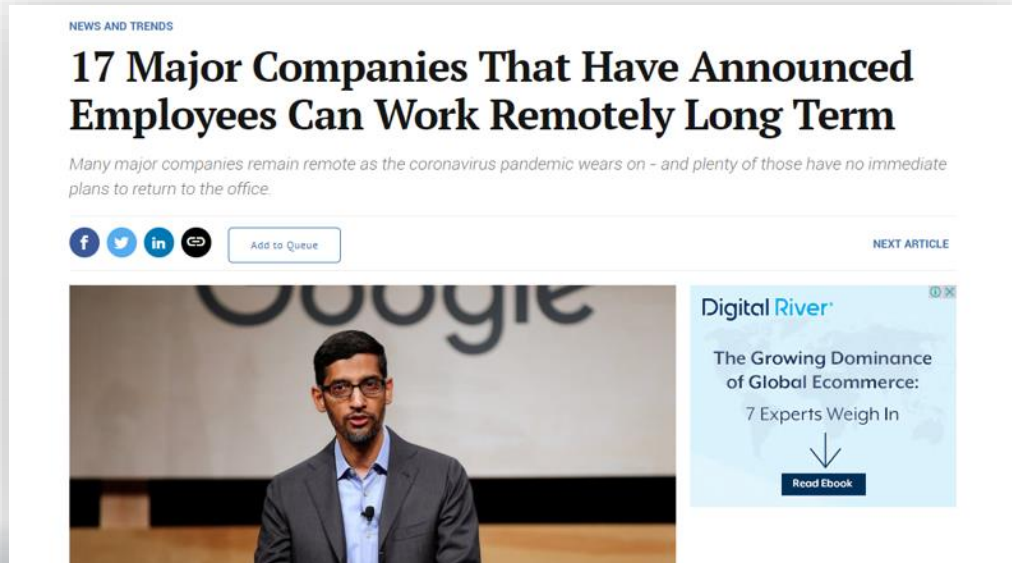 NEWS AND TRENDS
17 Major Companies That Have Announced
Employees Can Work Remotely Long Term
Many major companies remain remote as the coronavirus pandemic wears on - and plenty of those have no immediate
plans to return to the office.
f
in
Add to Queue
NEXT ARTICLE
Google
Digital River
The Growing Dominance
of Global Ecommerce:
7 Experts Weigh In
Read Ebook